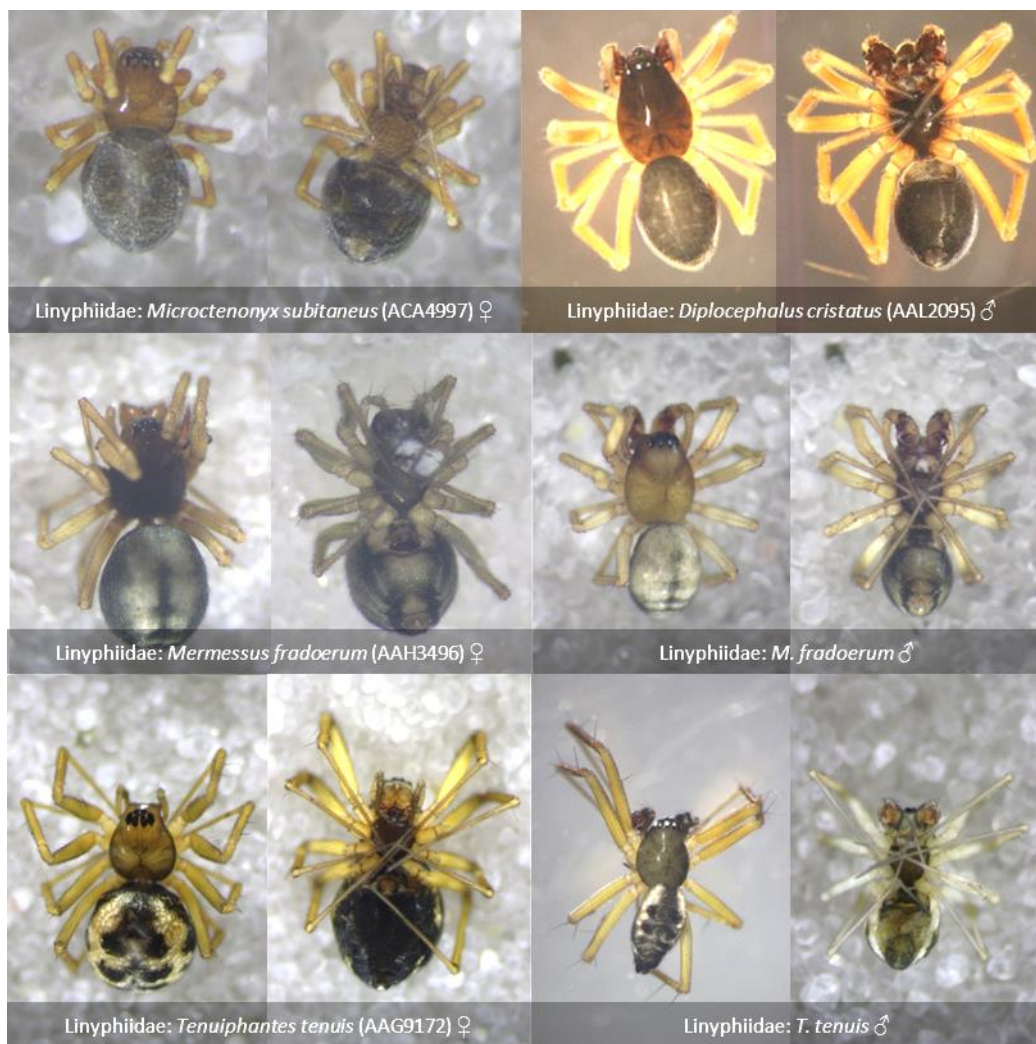 Linyphiidae: Microctenonyx subitaneus (ACA4997) ♀
Linyphiidae: Diplocephalus cristatus (AAL2095) ♂
Linyphiidae: Mermessus fradoerum (AAH3496) ♀
Linyphiidae: M. fradoerum ♂
Linyphiidae: Tenuiphantes tenuis (AAG9172) ♀
Linyphiidae: T. tenuis ♂